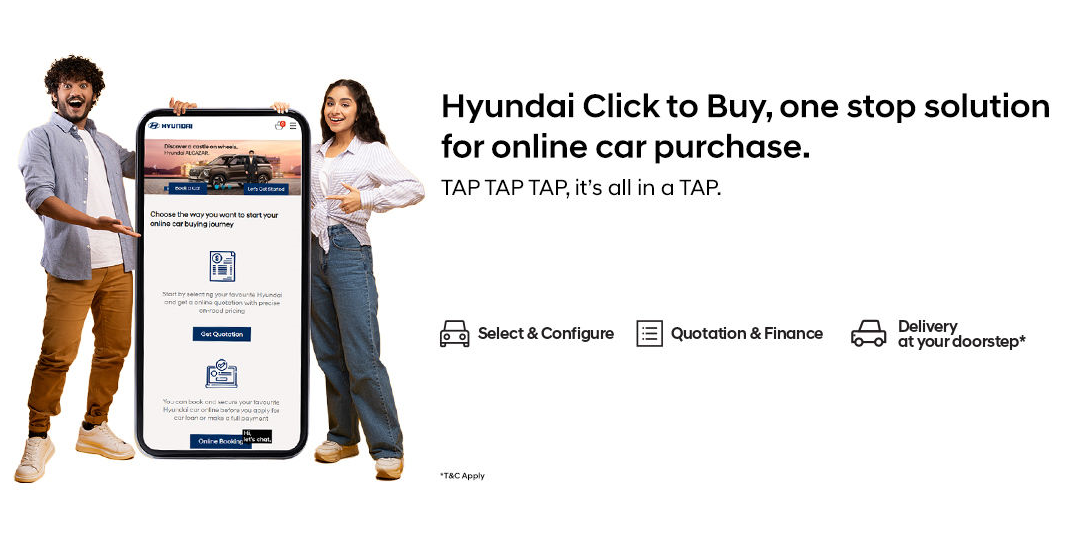 Hyundai Click to Buy, one stop solution
for online car purchase.
TAP TAP TAP, it's all in a TAP.
Select & Configure
Quotation & Finance
Delivery
at your doorstep*
*T&C Apply
HYUNDAI
Discover a castle on wheels.
Hyundai ALCAZAR.
Book a Car
Let's Get Started
Choose the way you want to start your
online car buying journey
Start by selecting your favourite Hyundai
and get a online quotation with precise
on-road pricing
Get Quotation
You can book and secure your favourite
Hyundai car online before you apply for
car loan or make a full payment
Online Booking
Hi,
let's chat.